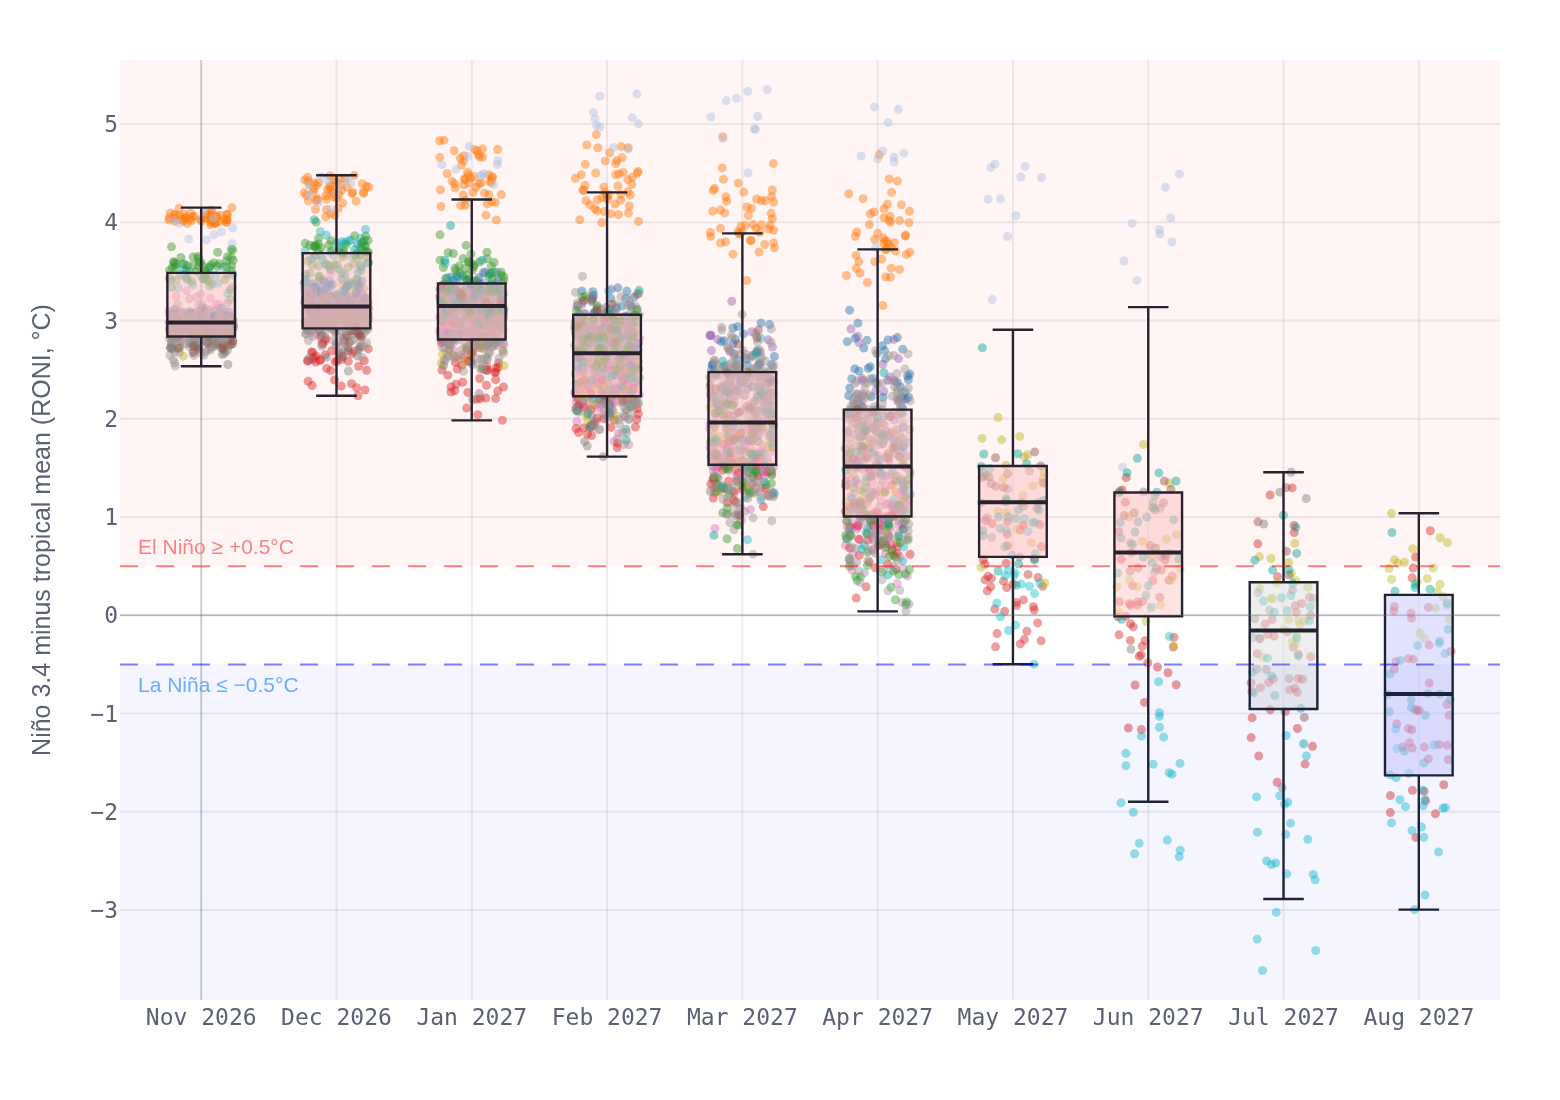 5
4
3
2
1
0
−1
−2
−3
Niño 3.4 minus tropical mean (RONI, °C)
El Niño ≥ +0.5°C
La Niña ≤ −0.5°C
Nov 2026 Dec 2026 Jan 2027 Feb 2027 Mar 2027 Apr 2027 May 2027 Jun 2027 Jul 2027 Aug 2027